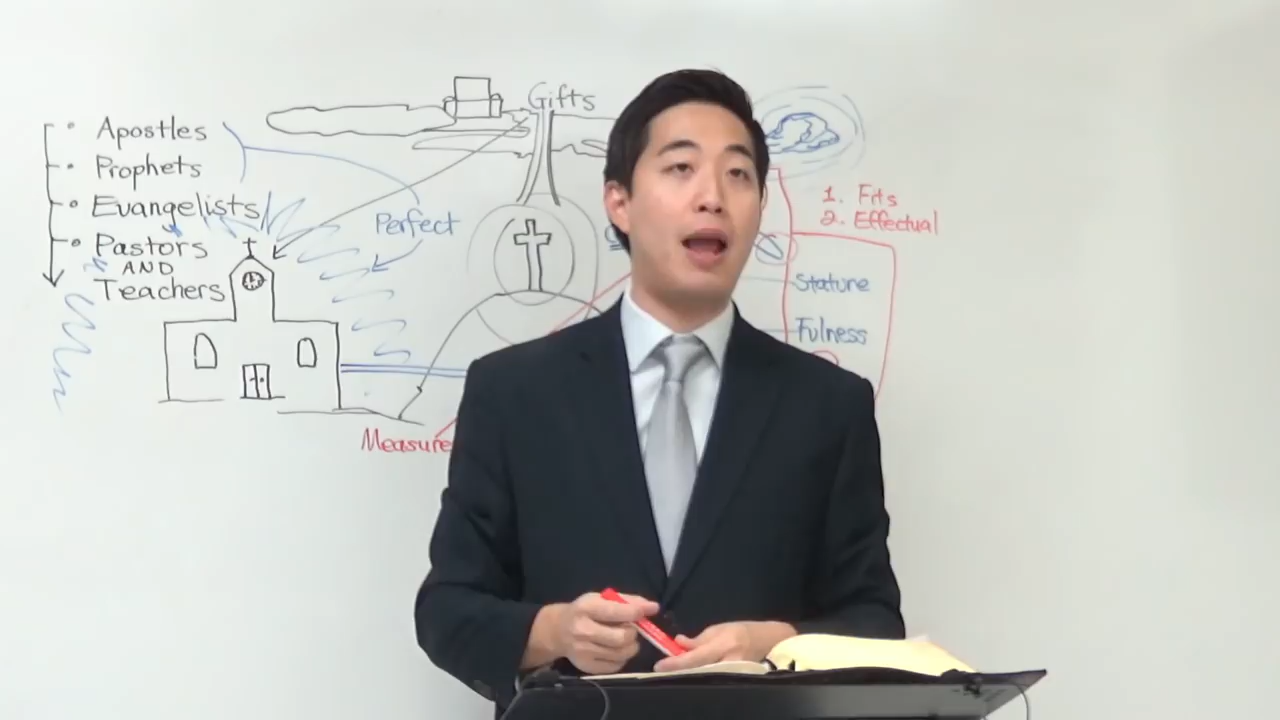 Gifts
Apostles
Prophets
Evangelists
Pastors
AND
Teachers
Perfect
1. Fits
2. Effectual
Stature
Fulness
Measure